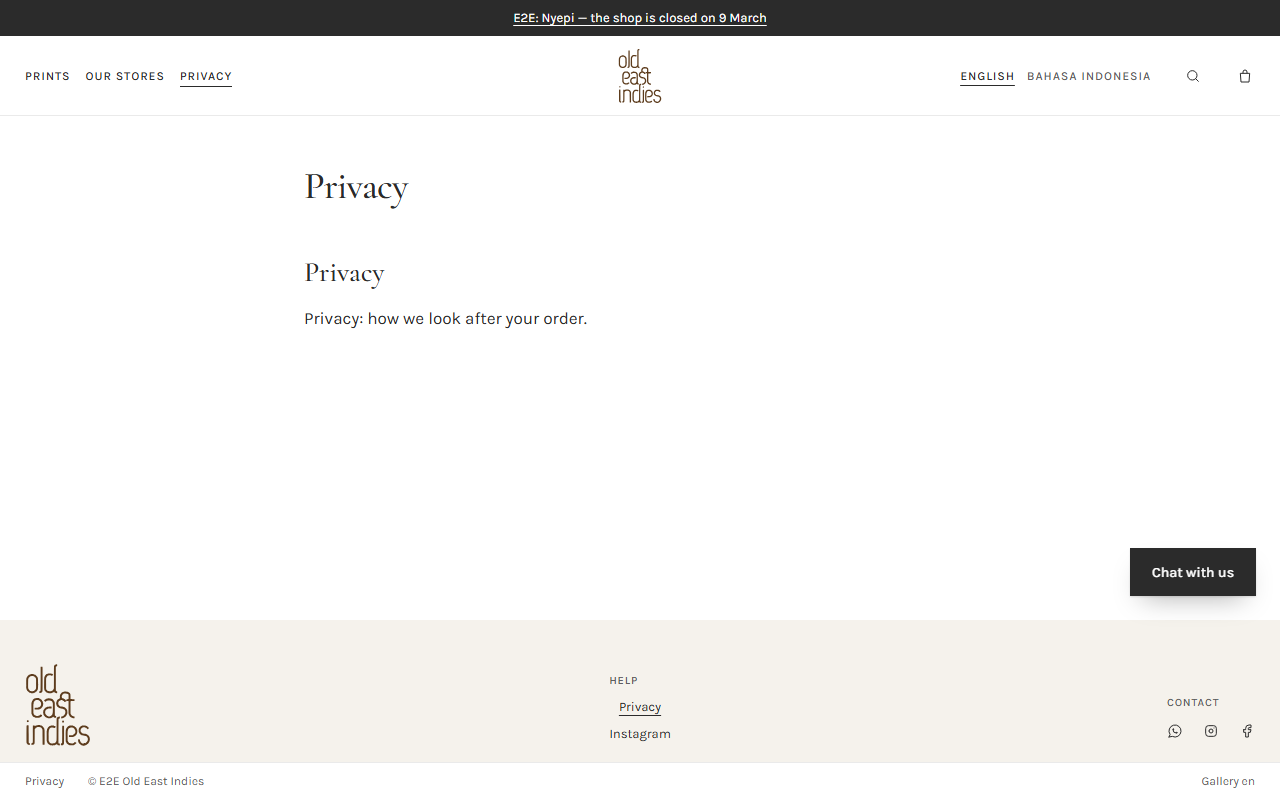 E2E: Nyepi — the shop is closed on 9 March
PRINTS OUR STORES PRIVACY
old
east
indies
ENGLISH BAHASA INDONESIA
Privacy
Privacy
Privacy: how we look after your order.
Chat with us
old
east
indies
HELP
Privacy
Instagram
CONTACT
Privacy © E2E Old East Indies
Gallery en